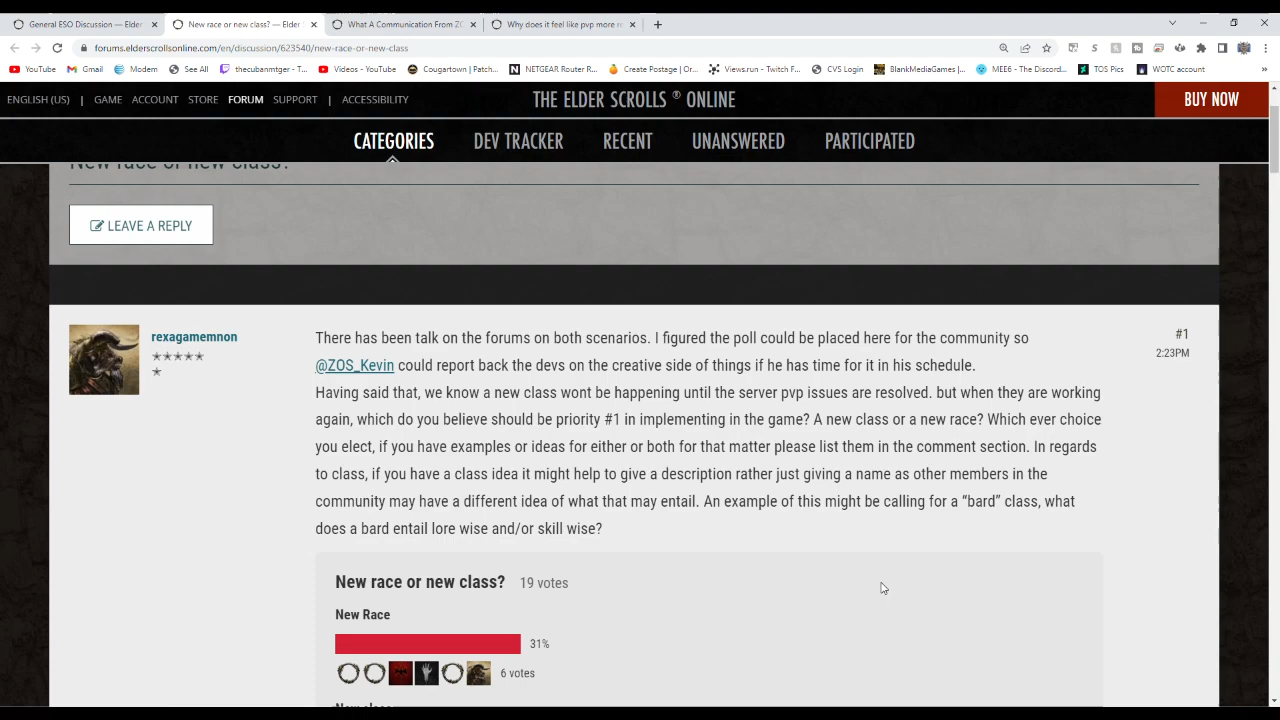 General ESO Discussion — Elder
New race or new class? — Elder S
What A Communication From ZO
Why does it feel like pvp more re
forums.elderscrollsonline.com/en/discussion/623540/new-race-or-new-class
YouTube Gmail Modem See All thecubanmtger - T... Videos - YouTube Cougartown | Patch... NETGEAR Router R... Create Postage | Or... Views.run - Twitch F... CVS Login BlankMediaGames |... MEE6 - The Discord... TOS Pics WOTC account »
ENGLISH (US) | GAME ACCOUNT STORE FORUM SUPPORT | ACCESSIBILITY
THE ELDER SCROLLS ® ONLINE
BUY NOW
CATEGORIES DEV TRACKER RECENT UNANSWERED PARTICIPATED
New race or new class?
LEAVE A REPLY
rexagamemnon
#1
2:23PM
There has been talk on the forums on both scenarios. I figured the poll could be placed here for the community so
@ZOS_Kevin could report back the devs on the creative side of things if he has time for it in his schedule.
Having said that, we know a new class wont be happening until the server pvp issues are resolved. but when they are working
again, which do you believe should be priority #1 in implementing in the game? A new class or a new race? Which ever choice
you elect, if you have examples or ideas for either or both for that matter please list them in the comment section. In regards
to class, if you have a class idea it might help to give a description rather just giving a name as other members in the
community may have a different idea of what that may entail. An example of this might be calling for a “bard” class, what
does a bard entail lore wise and/or skill wise?
New race or new class? 19 votes
New Race
31%
6 votes
New class